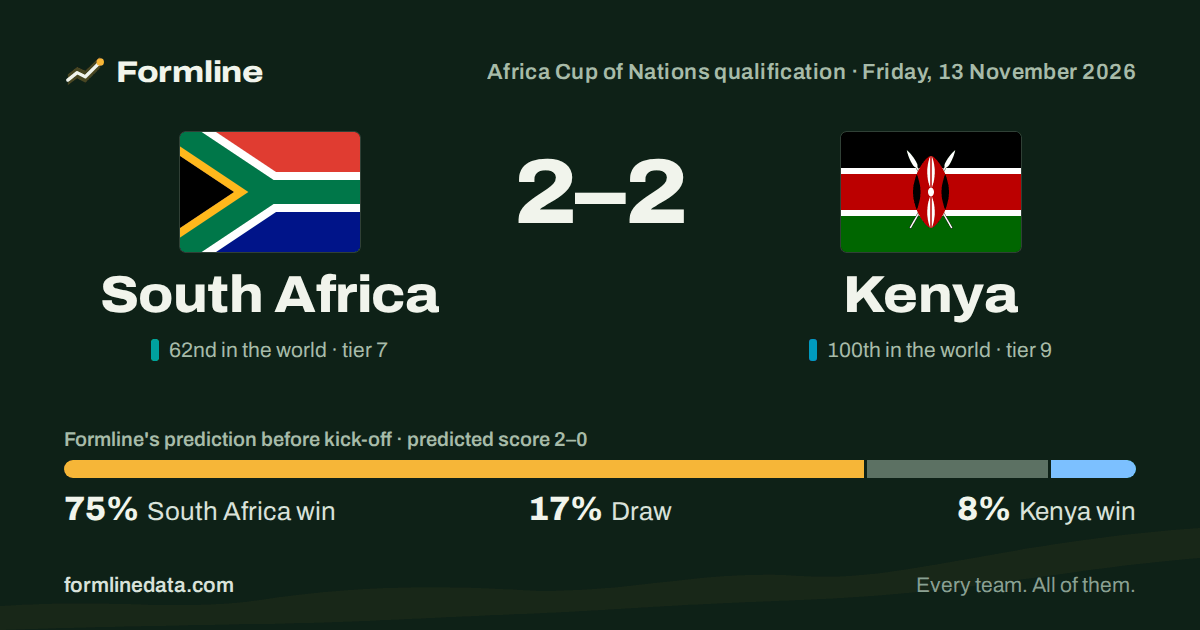 Formline
Africa Cup of Nations qualification · Friday, 13 November 2026
2–2
South Africa
Kenya
62nd in the world · tier 7
100th in the world · tier 9
Formline's prediction before kick-off · predicted score 2–0
75% South Africa win
17% Draw
8% Kenya win
formlinedata.com
Every team. All of them.